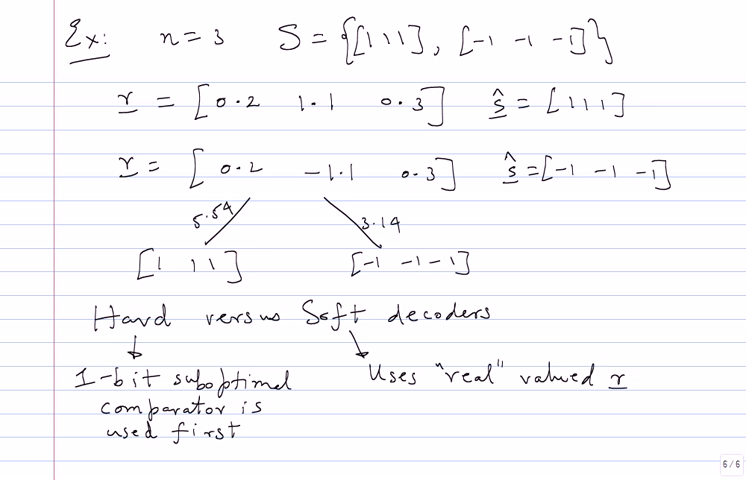 Ex: n=3 S = {[1 1 1], [-1 -1 -1]}
r = [0.2 1.1 0.3] ŝ = [1 1 1]
r = [0.2 -1.1 0.3] ŝ = [-1 -1 -1]
5.54 3.14
[1 1 1] [-1 -1 -1]
Hard versus Soft decoders
1-bit suboptimal Uses "real" valued r
comparator is
used first
6/6